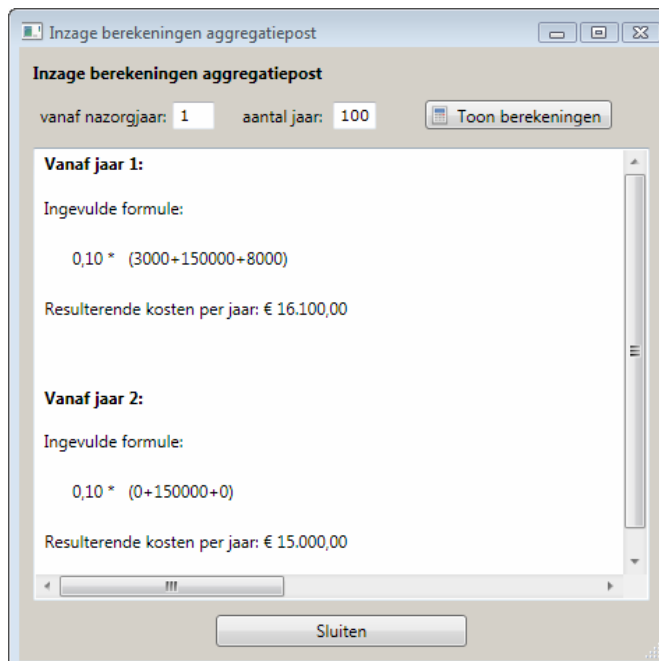 Inzage berekeningen aggregatiepost
Inzage berekeningen aggregatiepost
vanaf nazorgjaar: 1 aantal jaar: 100 Toon berekeningen
Vanaf jaar 1:
Ingevulde formule:
0,10 * (3000+150000+8000)
Resulterende kosten per jaar: € 16.100,00
Vanaf jaar 2:
Ingevulde formule:
0,10 * (0+150000+0)
Resulterende kosten per jaar: € 15.000,00
Sluiten